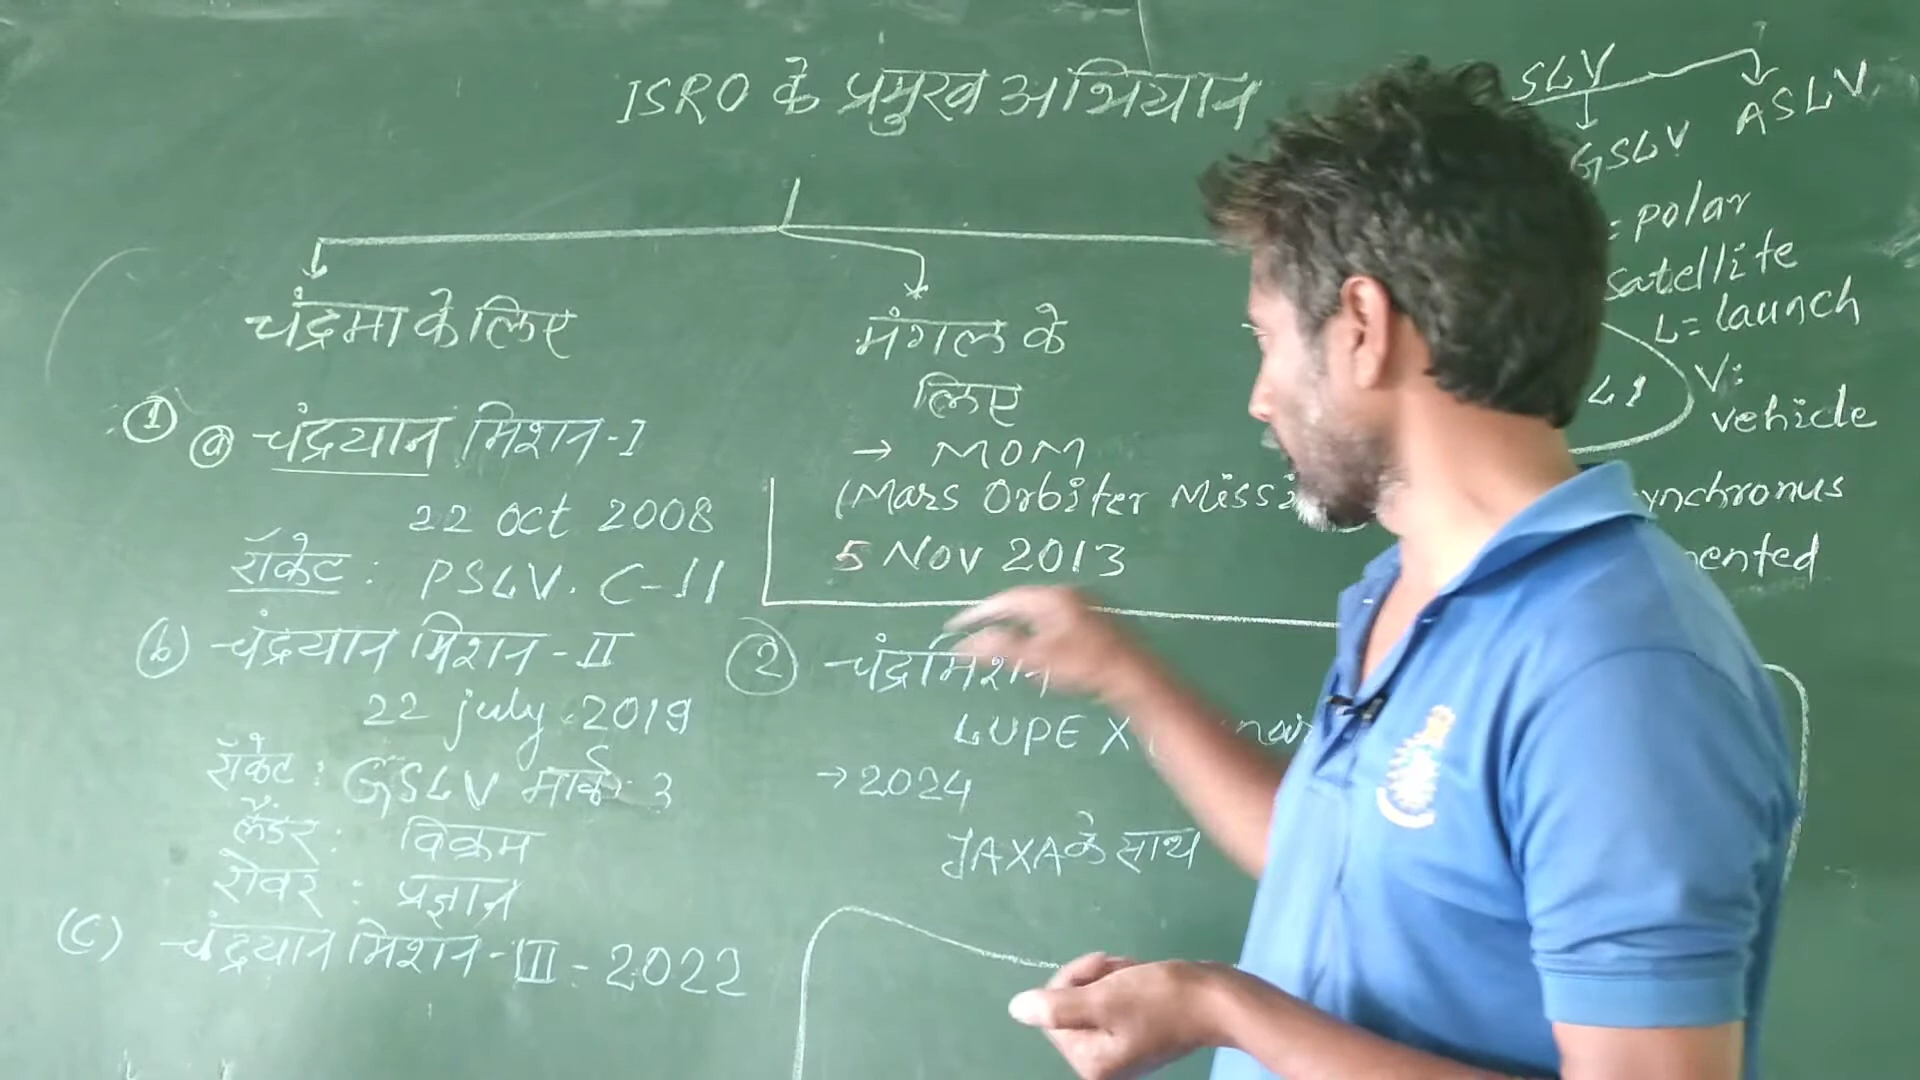 ISRO के प्रमुख अभियान
चंद्रमा के लिए
① ⓐ चंद्रयान मिशन-I
22 Oct 2008
रॉकेट : PSLV. C-11
(b) चंद्रयान मिशन-II
22 july 2019
रॉकेट : GSLV मार्क 3
लैंडर : विक्रम
रोवर : प्रज्ञान
(c) चंद्रयान मिशन-III - 2022
मंगल के
लिए
→ MOM
(Mars Orbiter
5 Nov 2013
② चंद्रमिशन
LUPE X
→ 2024
JAXA के साथ
SLV
ASLV
GSLV
= polar
satellite
L = launch
V:
vehicle
L1